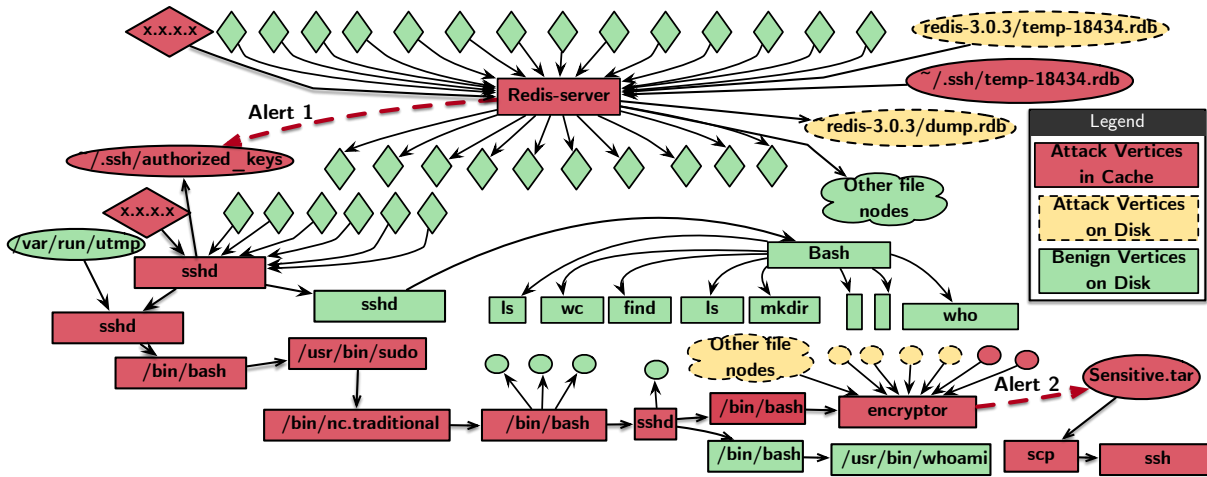 x.x.x.x
redis-3.0.3/temp-18434.rdb
~/.ssh/temp-18434.rdb
Redis-server
Alert 1
redis-3.0.3/dump.rdb
Legend
Attack Vertices
in Cache
Attack Vertices
on Disk
Benign Vertices
on Disk
~/.ssh/authorized_keys
Other file
nodes
x.x.x.x
/var/run/utmp
sshd
Bash
sshd
ls
wc
find
ls
mkdir
who
sshd
/bin/bash
/usr/bin/sudo
Other file
nodes
Alert 2
Sensitive.tar
/bin/nc.traditional
/bin/bash
sshd
/bin/bash
encryptor
/bin/bash
/usr/bin/whoami
scp
ssh